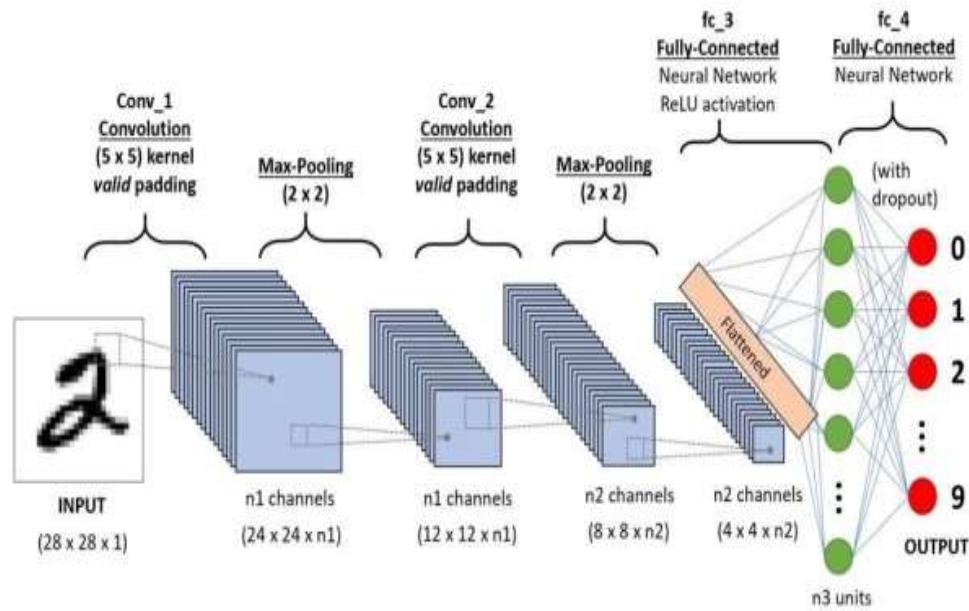 fc_3
Fully-Connected
Neural Network
ReLU activation
fc_4
Fully-Connected
Neural Network
Conv_1
Convolution
(5 x 5) kernel
valid padding
Max-Pooling
(2 x 2)
Conv_2
Convolution
(5 x 5) kernel
valid padding
Max-Pooling
(2 x 2)
(with
dropout)
Flattened
0
1
2
9
INPUT
(28 x 28 x 1)
n1 channels
(24 x 24 x n1)
n1 channels
(12 x 12 x n1)
n2 channels
(8 x 8 x n2)
n2 channels
(4 x 4 x n2)
OUTPUT
n3 units